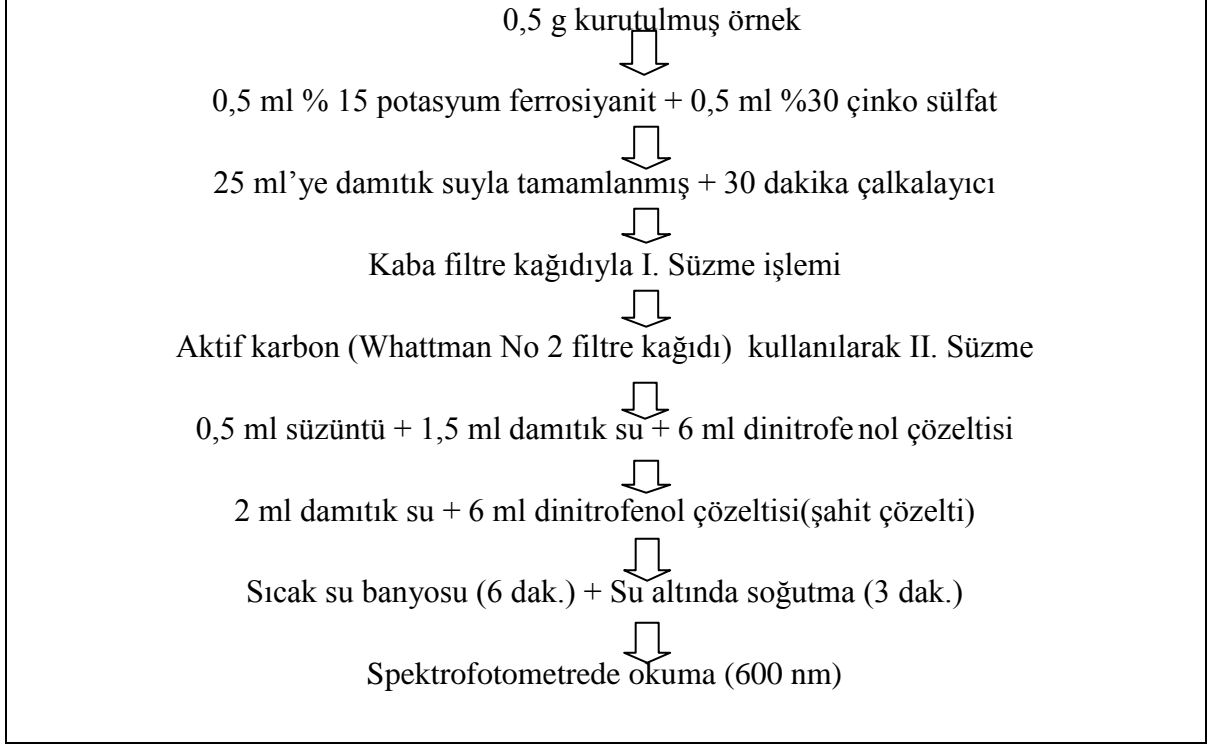 0,5 g kurutulmuş örnek
0,5 ml % 15 potasyum ferrosiyanit + 0,5 ml %30 çinko sülfat
25 ml’ye damıtık suyla tamamlanmış + 30 dakika çalkalayıcı
Kaba filtre kağıdıyla I. Süzme işlemi
Aktif karbon (Whattman No 2 filtre kağıdı) kullanılarak II. Süzme
0,5 ml süzüntü + 1,5 ml damıtık su + 6 ml dinitrofenol çözeltisi
2 ml damıtık su + 6 ml dinitrofenol çözeltisi(şahit çözelti)
Sıcak su banyosu (6 dak.) + Su altında soğutma (3 dak.)
Spektrofotometrede okuma (600 nm)